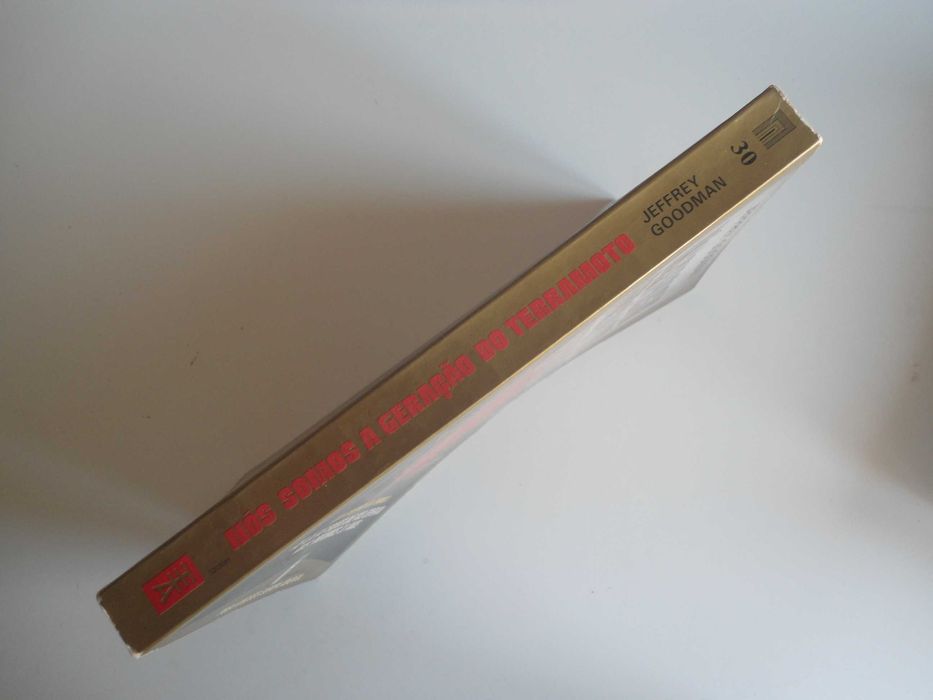 NÓS SOMOS A GERAÇÃO DO TERRAMOTO
JEFFREY
GOODMAN
30